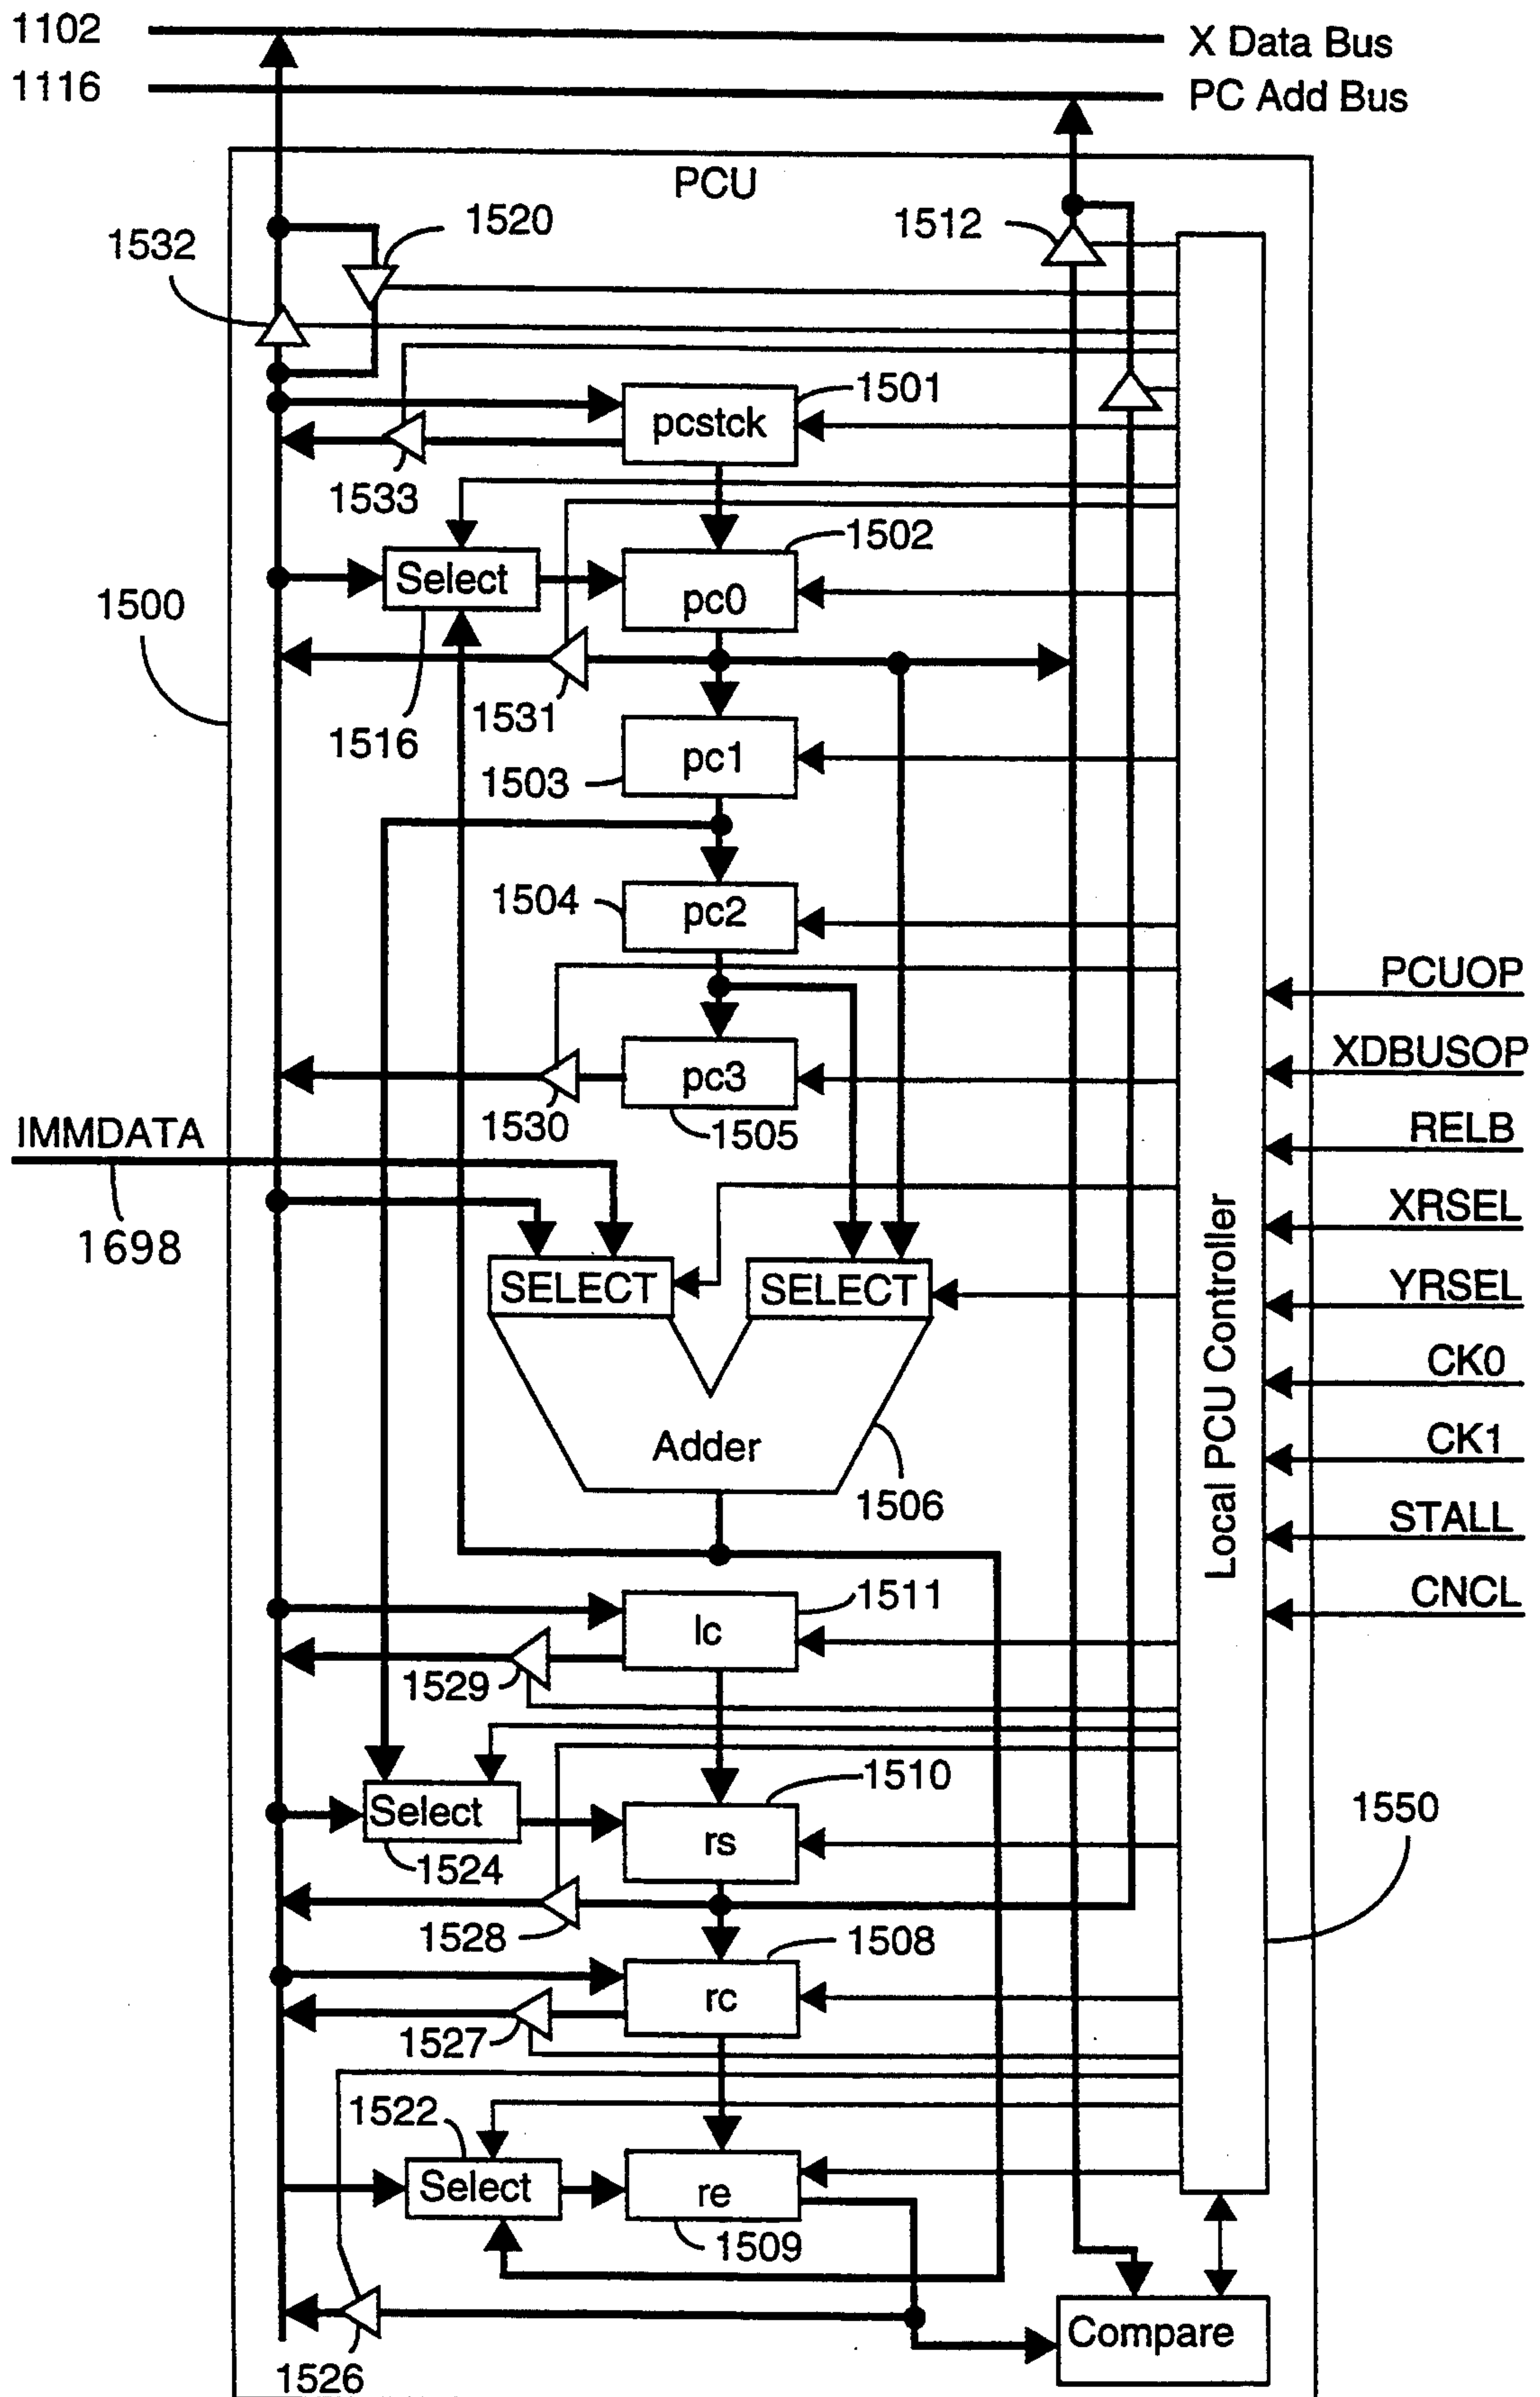 1102
X Data Bus
1116
PC Add Bus
PCU
1520
1512
1532
1501
pcstck
1533
1502
Select
pc0
1500
1531
1516
pc1
1503
1504
pc2
PCUOP
XDBUSOP
pc3
1530
1505
IMMDATA
RELB
1698
XRSEL
SELECT
SELECT
YRSEL
Local PCU Controller
CK0
Adder
CK1
1506
STALL
1511
CNCL
lc
1529
1510
Select
1550
rs
1524
1528
1508
rc
1527
1522
Select
re
1509
Compare
1526